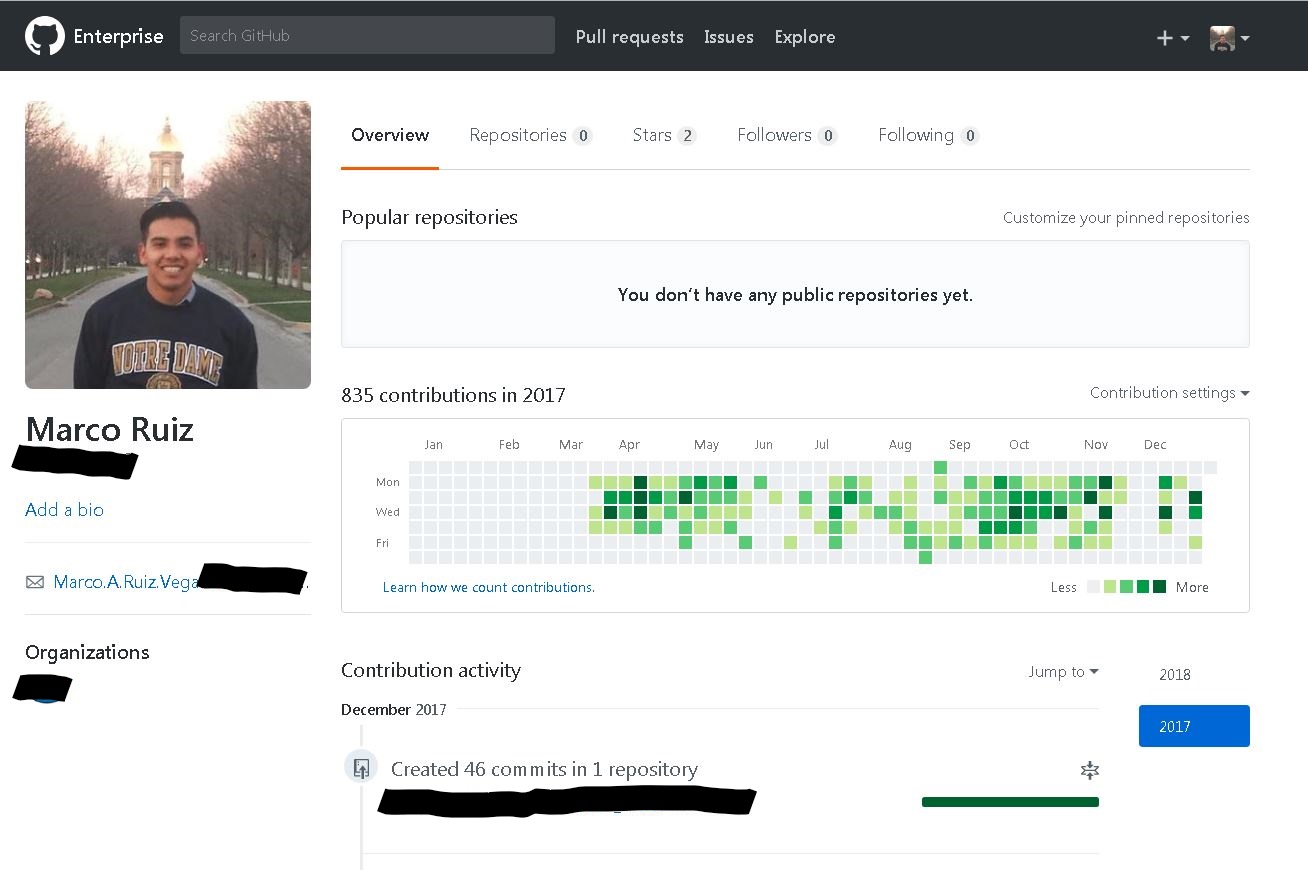 Enterprise
Search GitHub
Pull requests Issues Explore
NOTRE DAME
Marco Ruiz
Add a bio
Marco.A.Ruiz.Vega
Organizations
Overview Repositories 0 Stars 2 Followers 0 Following 0
Popular repositories
Customize your pinned repositories
You don't have any public repositories yet.
835 contributions in 2017
Contribution settings
Jan Feb Mar Apr May Jun Jul Aug Sep Oct Nov Dec
Mon
Wed
Fri
Learn how we count contributions.
Less More
Contribution activity
Jump to
2018
2017
December 2017
Created 46 commits in 1 repository